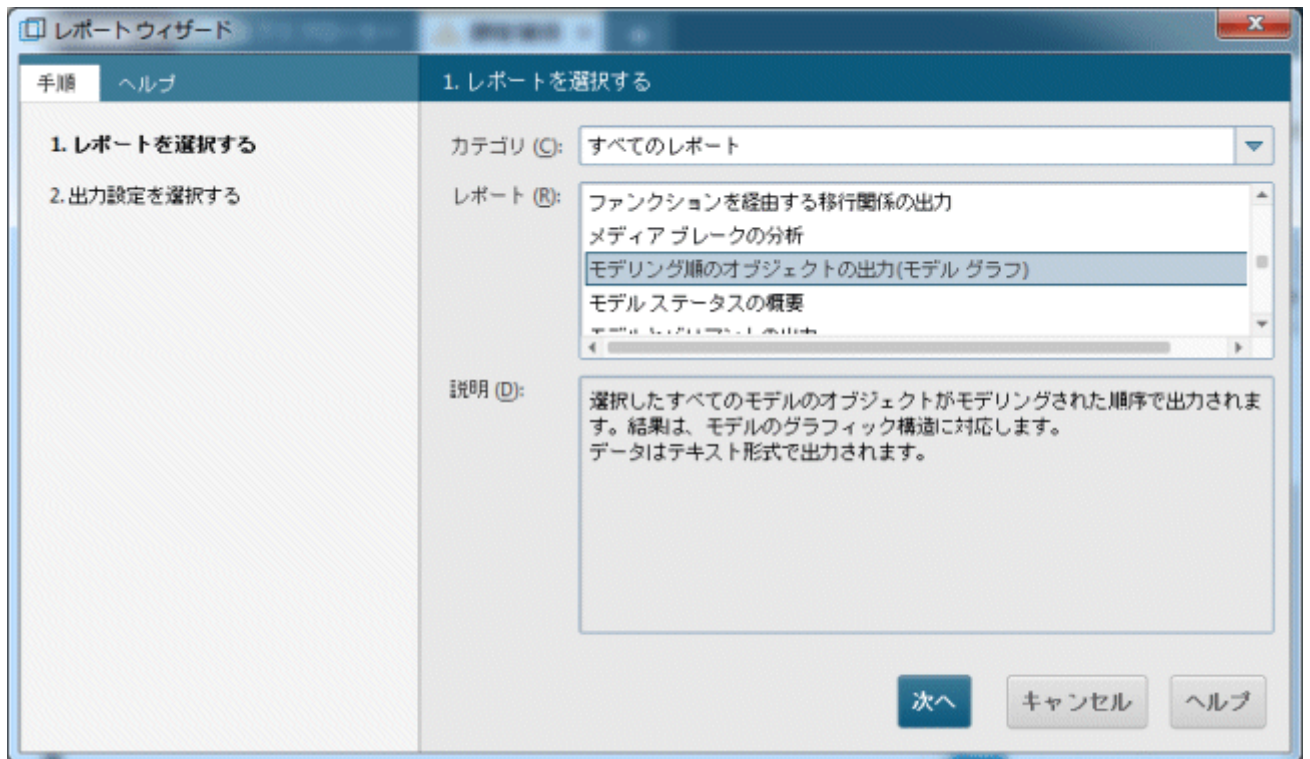 レポート ウィザード
手順
ヘルプ
1. レポートを選択する
2. 出力設定を選択する
1. レポートを選択する
カテゴリ (C):
すべてのレポート
レポート (R):
ファンクションを経由する移行関係の出力
メディア ブレークの分析
モデリング順のオブジェクトの出力(モデル グラフ)
モデル ステータスの概要
説明 (D):
選択したすべてのモデルのオブジェクトがモデリングされた順序で出力されま
す。結果は、モデルのグラフィック構造に対応します。
データはテキスト形式で出力されます。
次へ
キャンセル
ヘルプ